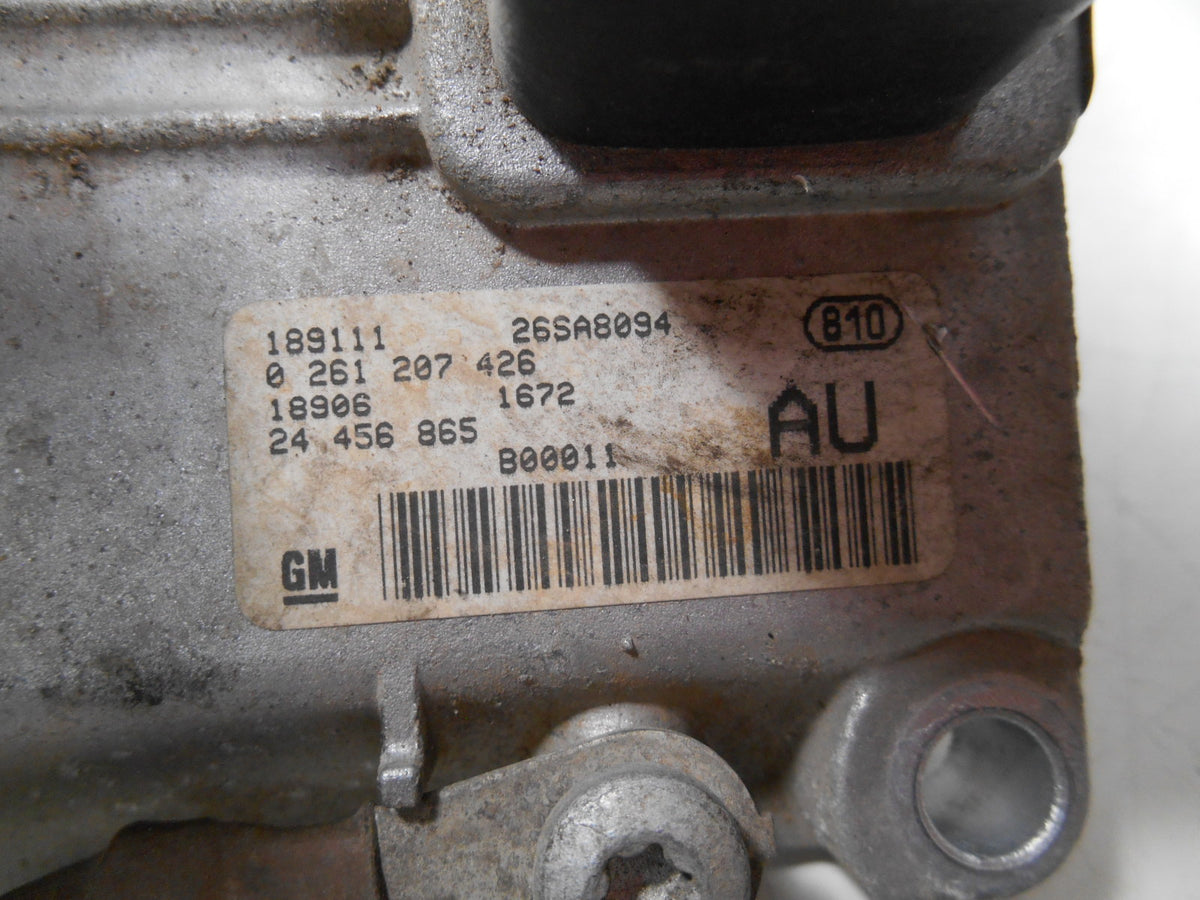 189111 26SA8094 810
0 261 207 426
18906 1672 AU
24 456 865
B00011
GM